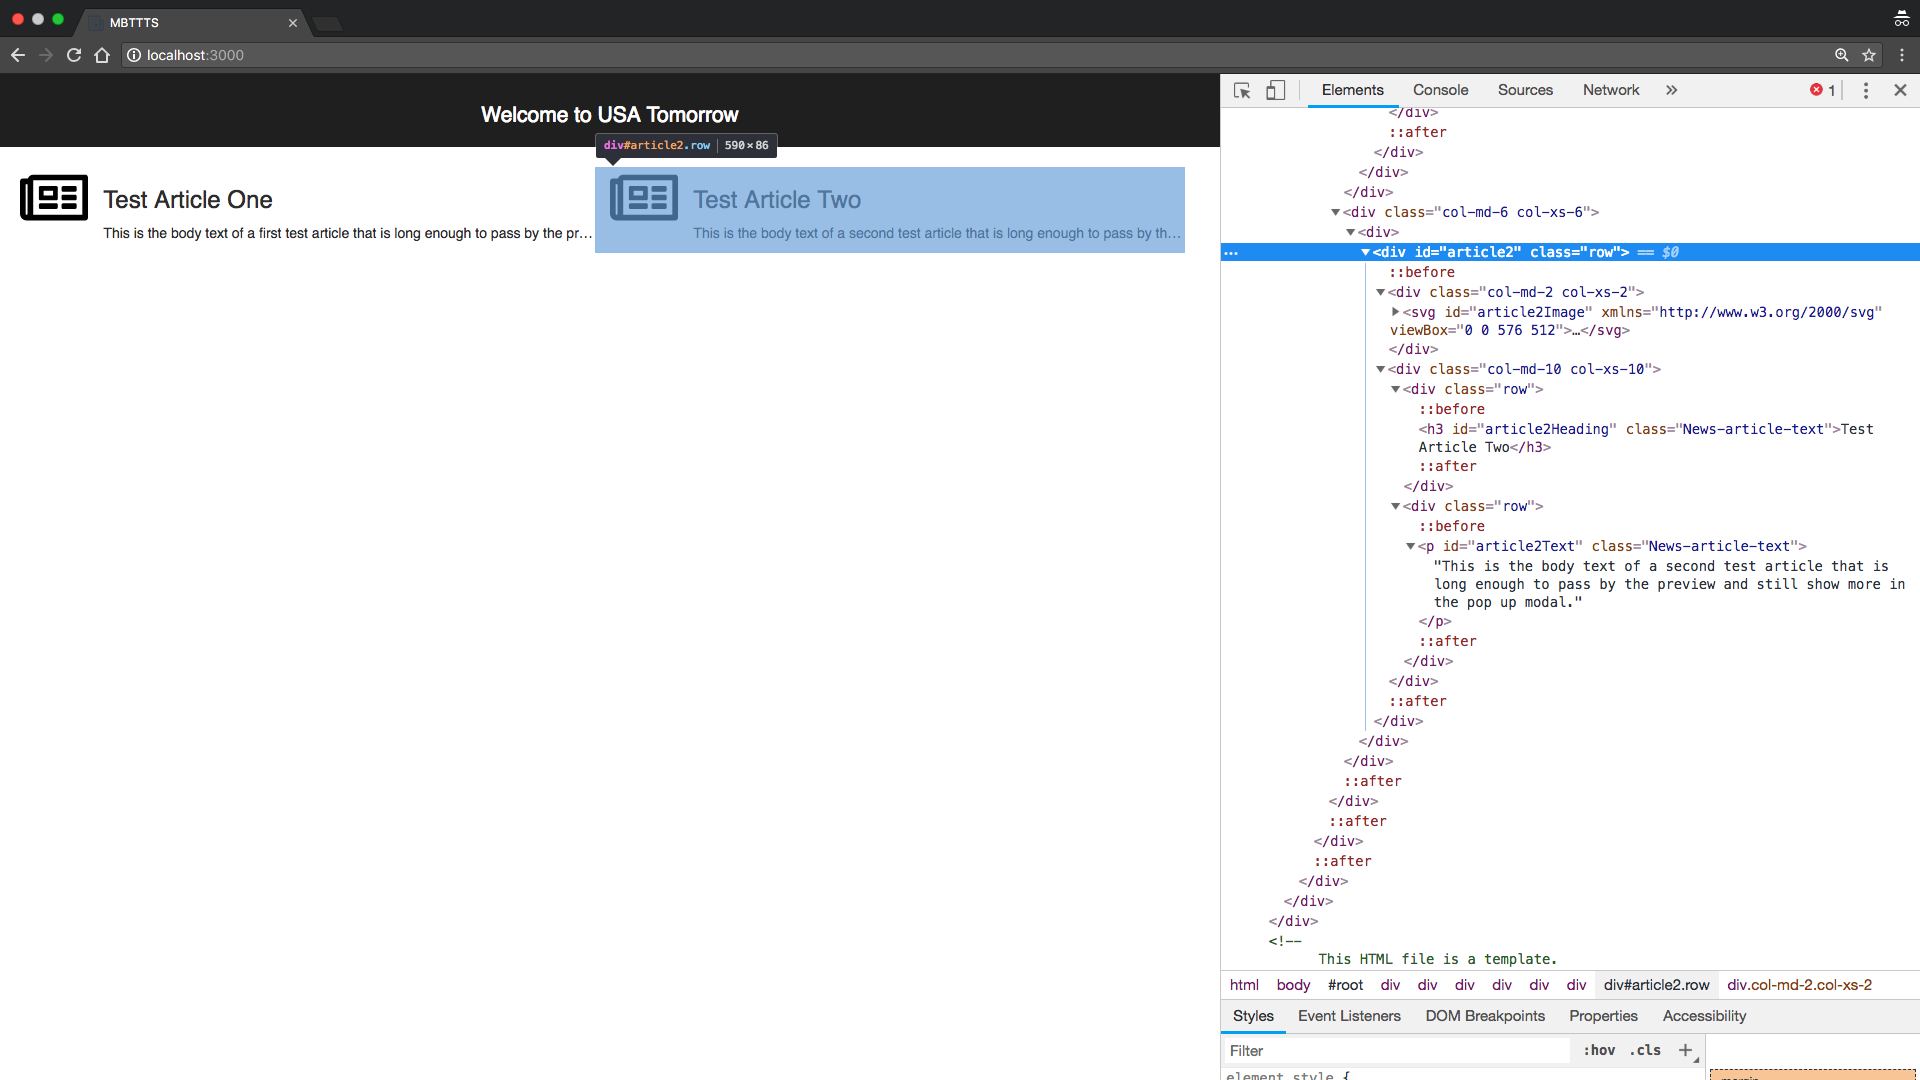 MBTTTS
localhost:3000
Welcome to USA Tomorrow
div#article2.row | 590×86
Test Article One
This is the body text of a first test article that is long enough to pass by the pr...
Test Article Two
This is the body text of a second test article that is long enough to pass by th...
Elements Console Sources Network » 1
</div>
::after
</div>
</div>
</div>
<div class="col-md-6 col-xs-6">
<div>
... <div id="article2" class="row"> == $0
::before
<div class="col-md-2 col-xs-2">
<svg id="article2Image" xmlns="http://www.w3.org/2000/svg"
viewBox="0 0 576 512">…</svg>
</div>
<div class="col-md-10 col-xs-10">
<div class="row">
::before
<h3 id="article2Heading" class="News-article-text">Test
Article Two</h3>
::after
</div>
<div class="row">
::before
<p id="article2Text" class="News-article-text">
"This is the body text of a second test article that is
long enough to pass by the preview and still show more in
the pop up modal."
</p>
::after
</div>
</div>
::after
</div>
</div>
</div>
::after
</div>
::after
</div>
::after
</div>
</div>
</div>
<!--
This HTML file is a template.
html body #root div div div div div div div#article2.row div.col-md-2.col-xs-2
Styles Event Listeners DOM Breakpoints Properties Accessibility
Filter :hov .cls +
element.style {
margin